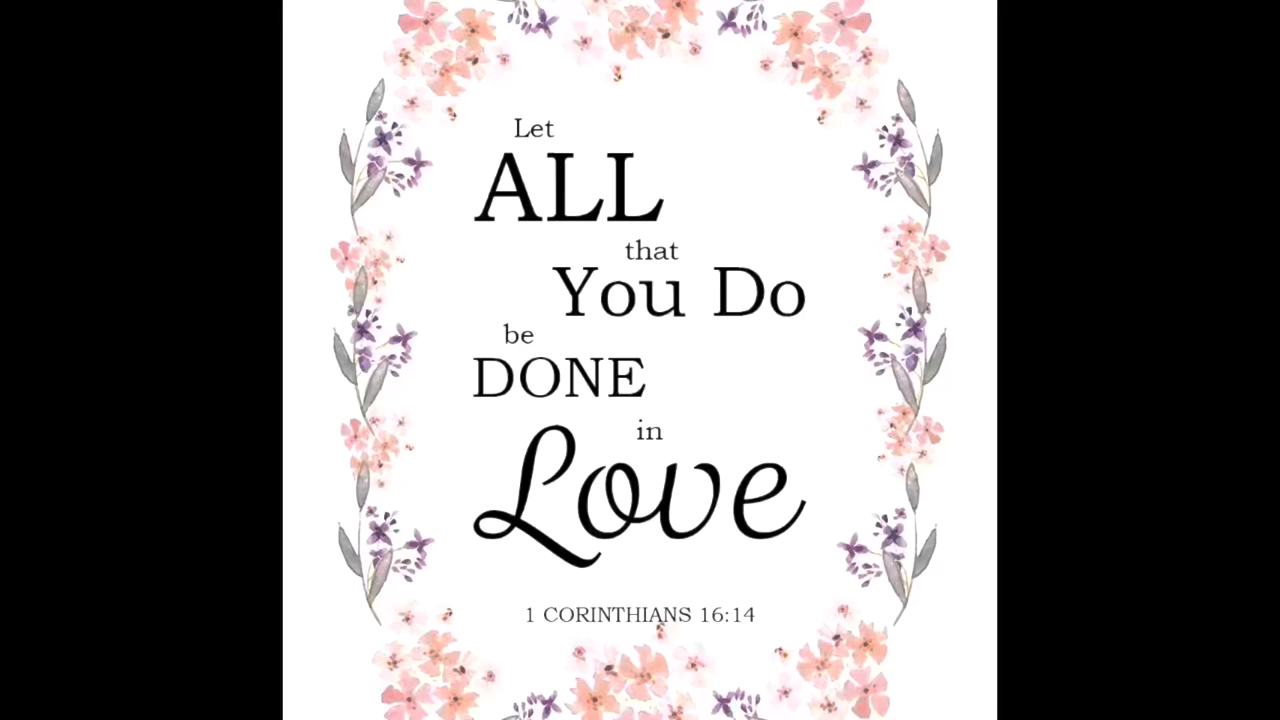 Let
ALL
that
You Do
be
DONE
in
Love
1 CORINTHIANS 16:14